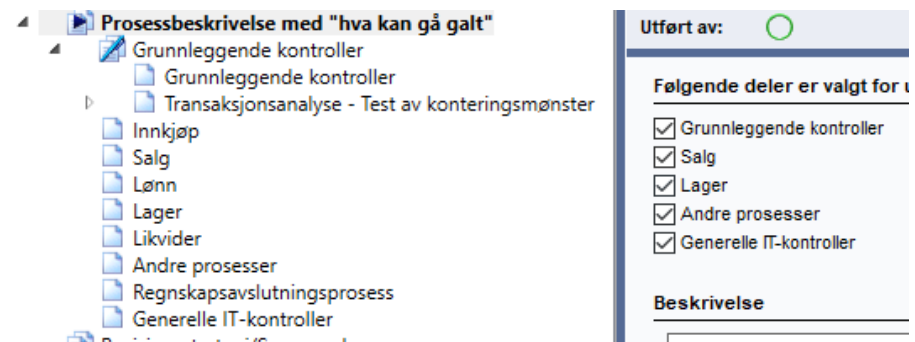 Prosessbeskrivelse med "hva kan gå galt"
Grunnleggende kontroller
Grunnleggende kontroller
Transaksjonsanalyse - Test av konteringsmønster
Innkjøp
Salg
Lønn
Lager
Likvider
Andre prosesser
Regnskapsavslutningsprosess
Generelle IT-kontroller
Utført av:
Følgende deler er valgt for
Grunnleggende kontroller
Salg
Lager
Andre prosesser
Generelle IT-kontroller
Beskrivelse